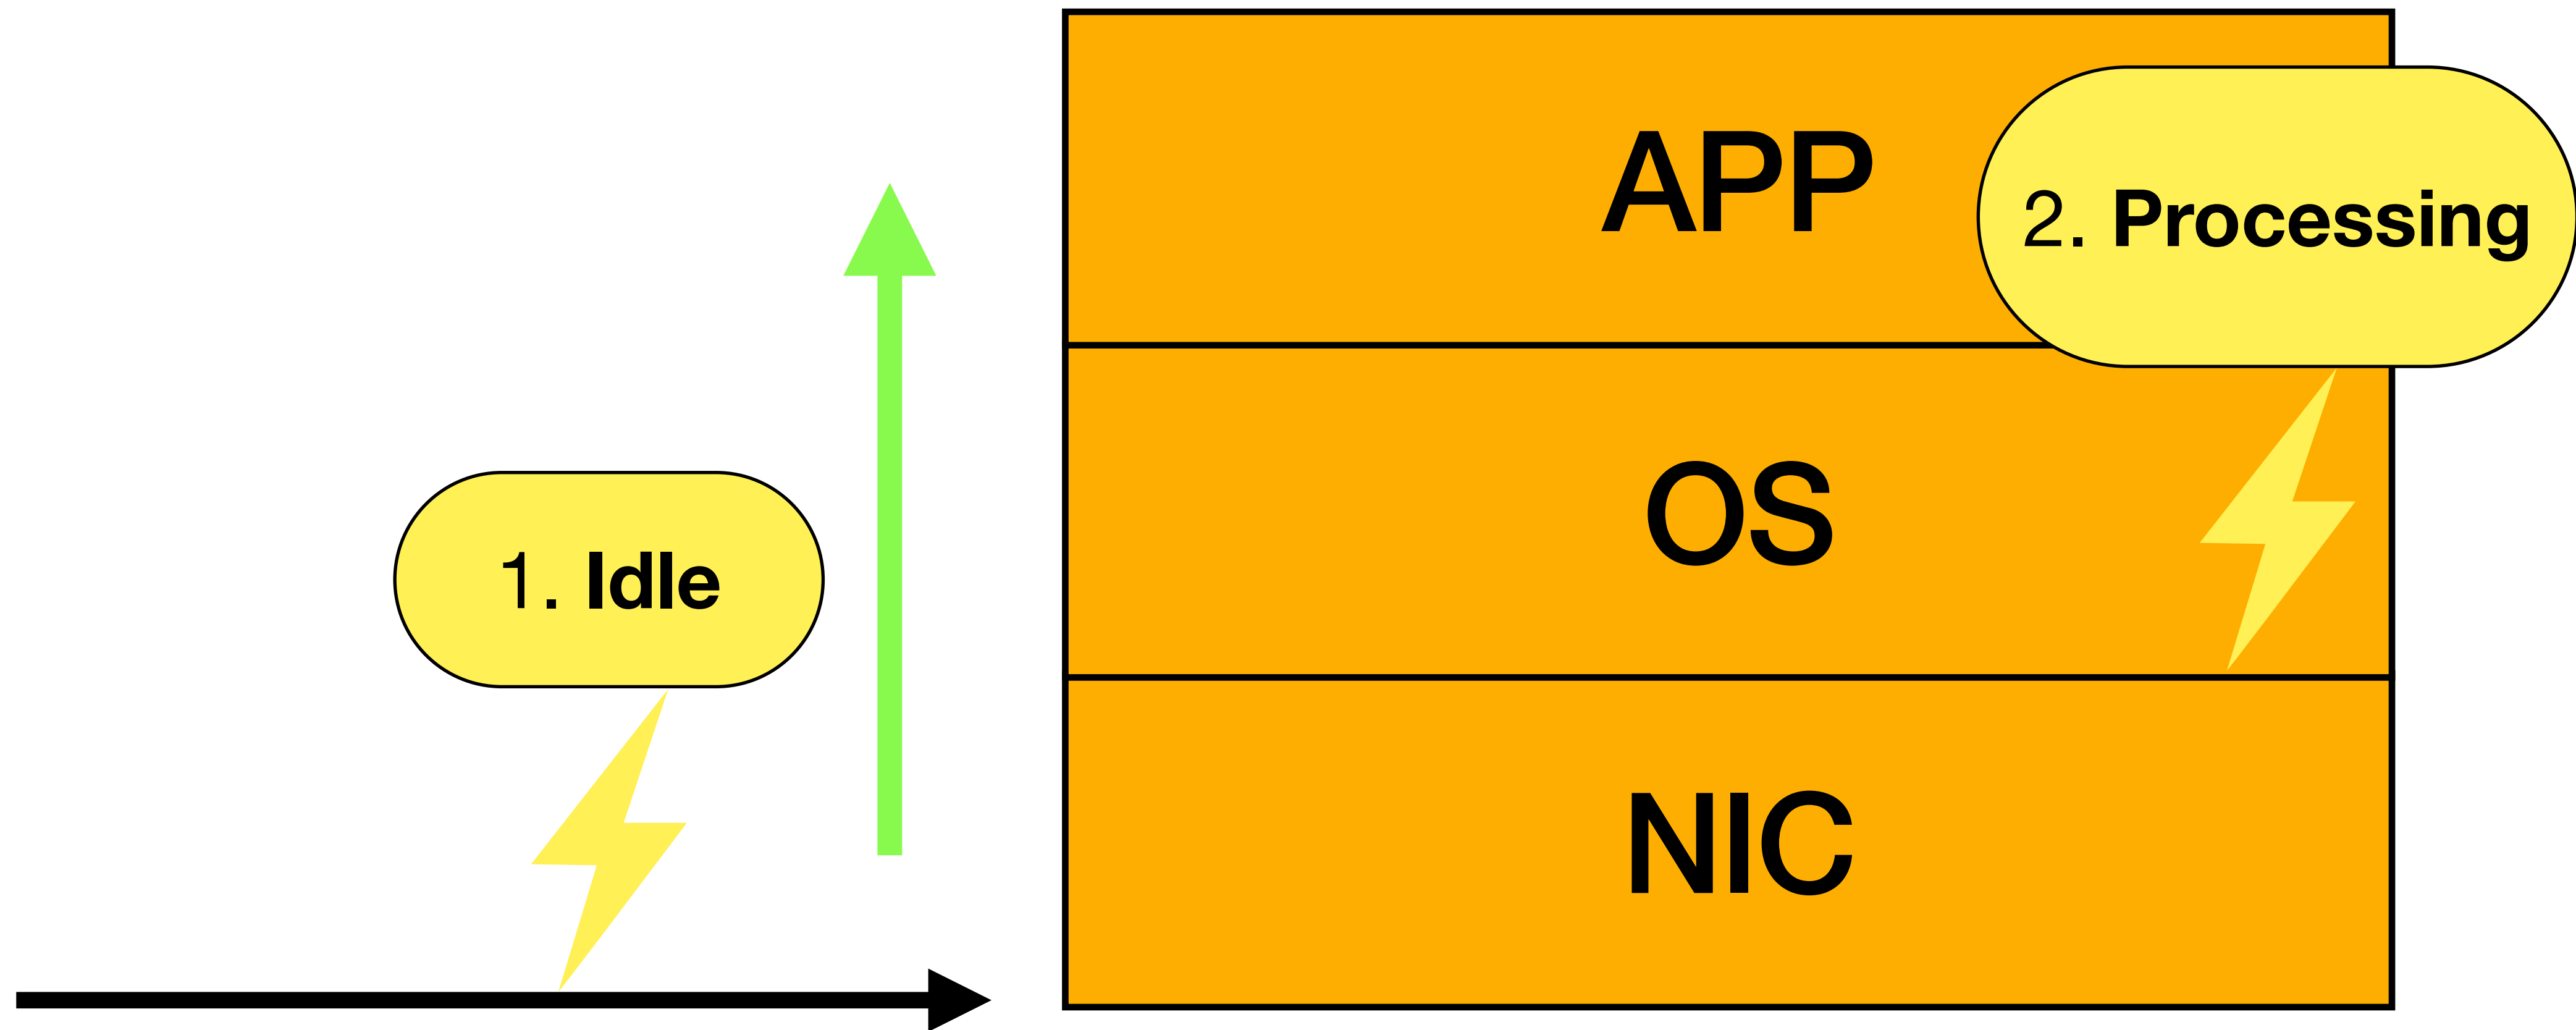 APP
2. Processing
OS
1. Idle
NIC